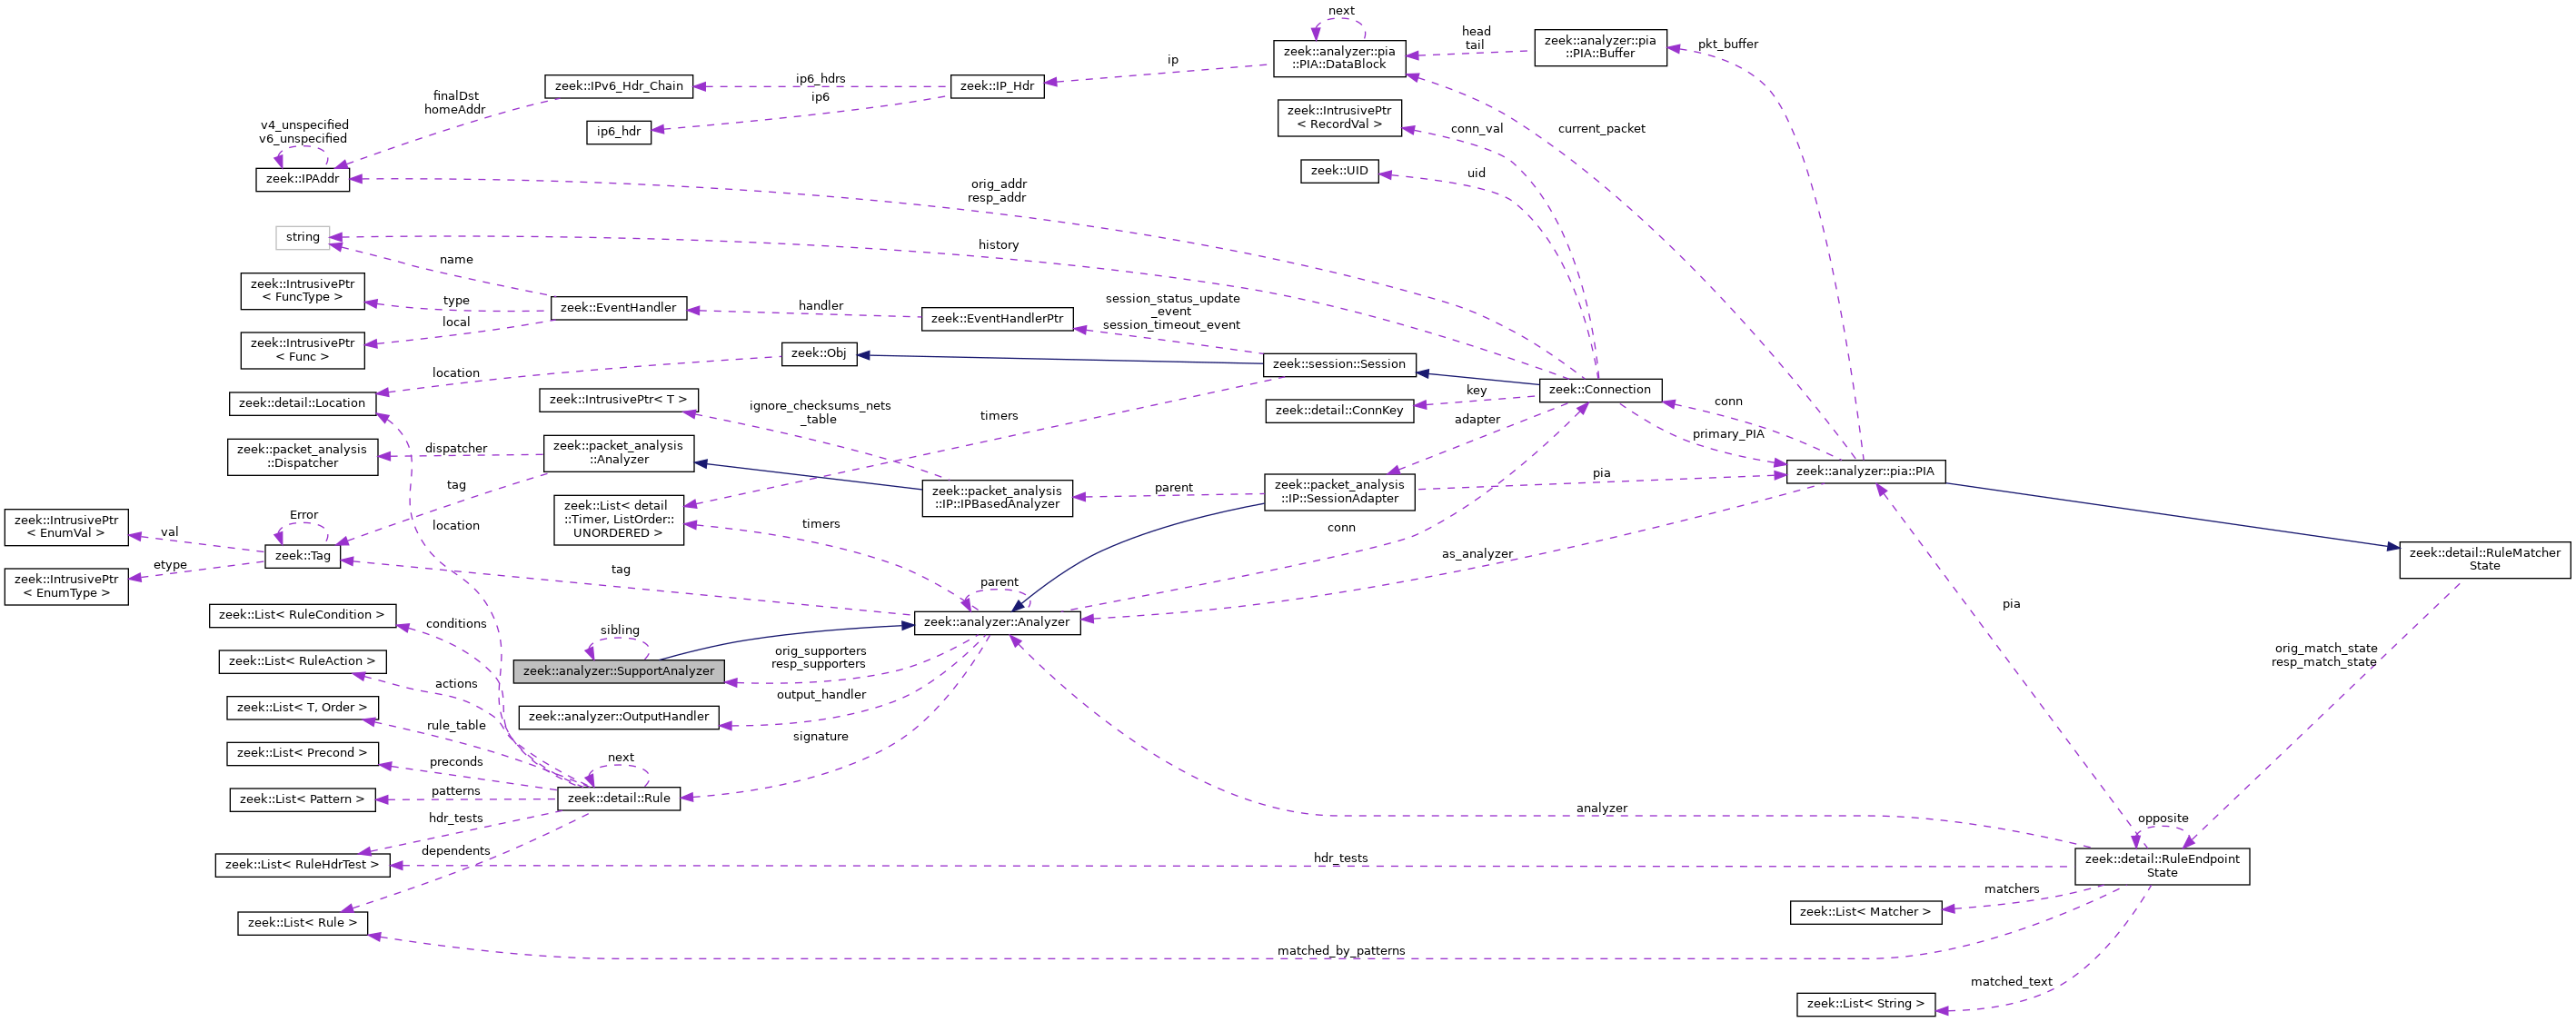 next
zeek::analyzer::pia
::PIA::DataBlock
head
tail
zeek::analyzer::pia
::PIA::Buffer
pkt_buffer
ip
zeek::IPv6_Hdr_Chain
ip6_hdrs
zeek::IP_Hdr
ip6
ip6_hdr
finalDst
homeAddr
zeek::IntrusivePtr
< RecordVal >
conn_val
current_packet
v4_unspecified
v6_unspecified
zeek::IPAddr
zeek::UID
uid
orig_addr
resp_addr
string
history
name
zeek::IntrusivePtr
< FuncType >
type
zeek::EventHandler
handler
zeek::EventHandlerPtr
session_status_update
_event
session_timeout_event
local
zeek::IntrusivePtr
< Func >
zeek::Obj
zeek::session::Session
location
zeek::detail::Location
zeek::IntrusivePtr< T >
ignore_checksums_nets
_table
timers
key
zeek::Connection
zeek::detail::ConnKey
conn
adapter
primary_PIA
zeek::packet_analysis
::Dispatcher
dispatcher
zeek::packet_analysis
::Analyzer
zeek::analyzer::pia::PIA
tag
zeek::packet_analysis
::IP::IPBasedAnalyzer
parent
zeek::packet_analysis
::IP::SessionAdapter
pia
zeek::List< detail
::Timer, ListOrder::
UNORDERED >
timers
conn
location
as_analyzer
zeek::IntrusivePtr
< EnumVal >
val
Error
zeek::Tag
etype
zeek::IntrusivePtr
< EnumType >
tag
parent
zeek::detail::RuleMatcher
State
pia
zeek::List< RuleCondition >
conditions
zeek::analyzer::Analyzer
sibling
zeek::analyzer::SupportAnalyzer
orig_supporters
resp_supporters
orig_match_state
resp_match_state
zeek::List< RuleAction >
actions
output_handler
zeek::List< T, Order >
rule_table
zeek::analyzer::OutputHandler
signature
zeek::List< Precond >
preconds
next
zeek::List< Pattern >
patterns
zeek::detail::Rule
analyzer
hdr_tests
opposite
dependents
zeek::List< RuleHdrTest >
hdr_tests
zeek::detail::RuleEndpoint
State
matchers
zeek::List< Matcher >
zeek::List< Rule >
matched_by_patterns
matched_text
zeek::List< String >